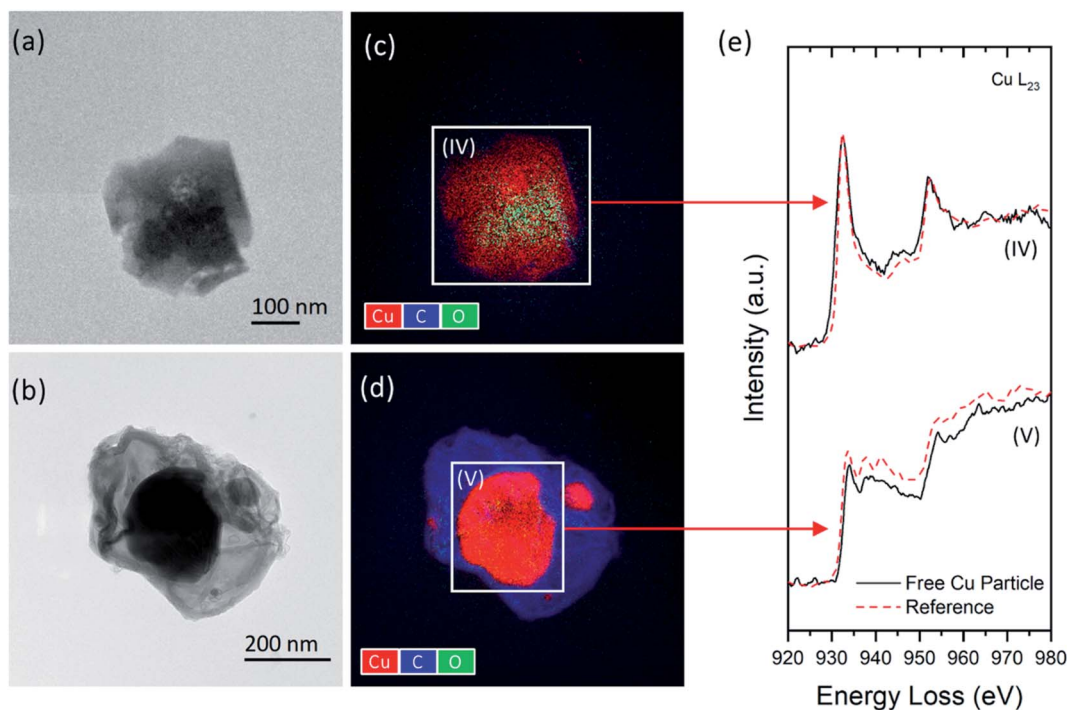 (a)
100 nm
(b)
200 nm
(c)
(IV)
Cu C O
(d)
(V)
Cu C O
(e)
Cu L₂₃
(IV)
(V)
Free Cu Particle
Reference
Intensity (a.u.)
920 930 940 950 960 970 980
Energy Loss (eV)